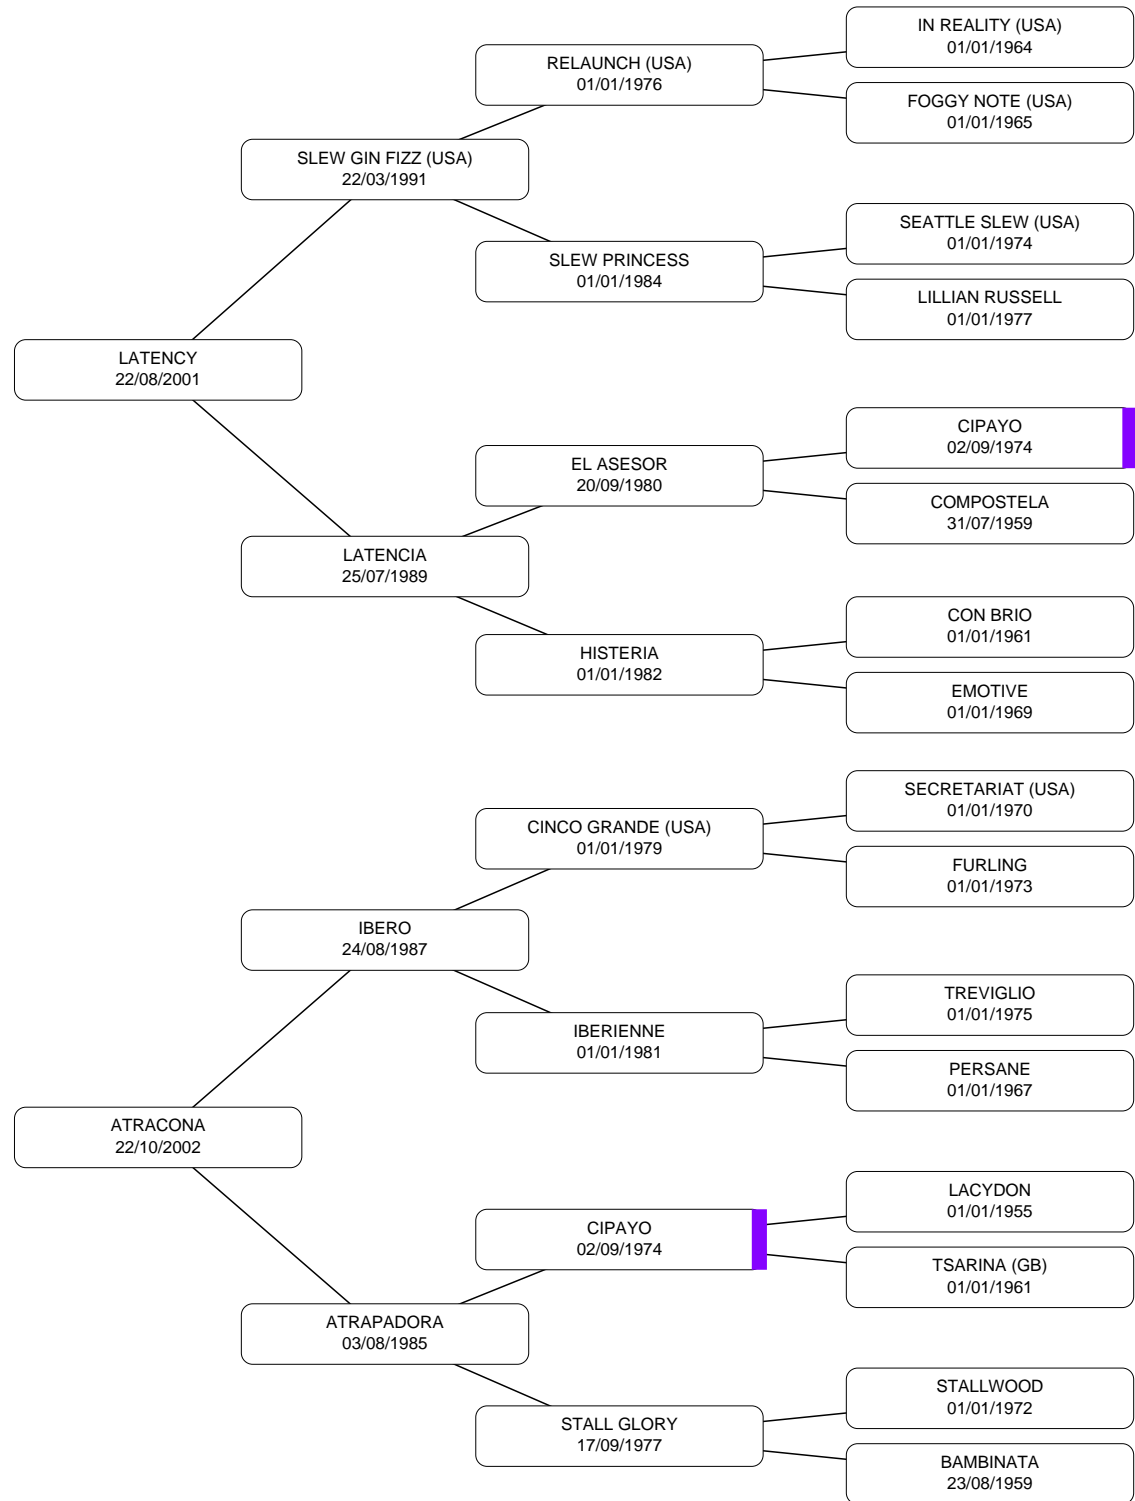 IN REALITY (USA)
01/01/1964
RELAUNCH (USA)
01/01/1976
FOGGY NOTE (USA)
01/01/1965
SLEW GIN FIZZ (USA)
22/03/1991
SEATTLE SLEW (USA)
01/01/1974
SLEW PRINCESS
01/01/1984
LILLIAN RUSSELL
01/01/1977
LATENCY
22/08/2001
CIPAYO
02/09/1974
EL ASESOR
20/09/1980
COMPOSTELA
31/07/1959
LATENCIA
25/07/1989
CON BRIO
01/01/1961
HISTERIA
01/01/1982
EMOTIVE
01/01/1969
SECRETARIAT (USA)
01/01/1970
CINCO GRANDE (USA)
01/01/1979
FURLING
01/01/1973
IBERO
24/08/1987
TREVIGLIO
01/01/1975
IBERIENNE
01/01/1981
PERSANE
01/01/1967
ATRACONA
22/10/2002
LACYDON
01/01/1955
CIPAYO
02/09/1974
TSARINA (GB)
01/01/1961
ATRAPADORA
03/08/1985
STALLWOOD
01/01/1972
STALL GLORY
17/09/1977
BAMBINATA
23/08/1959